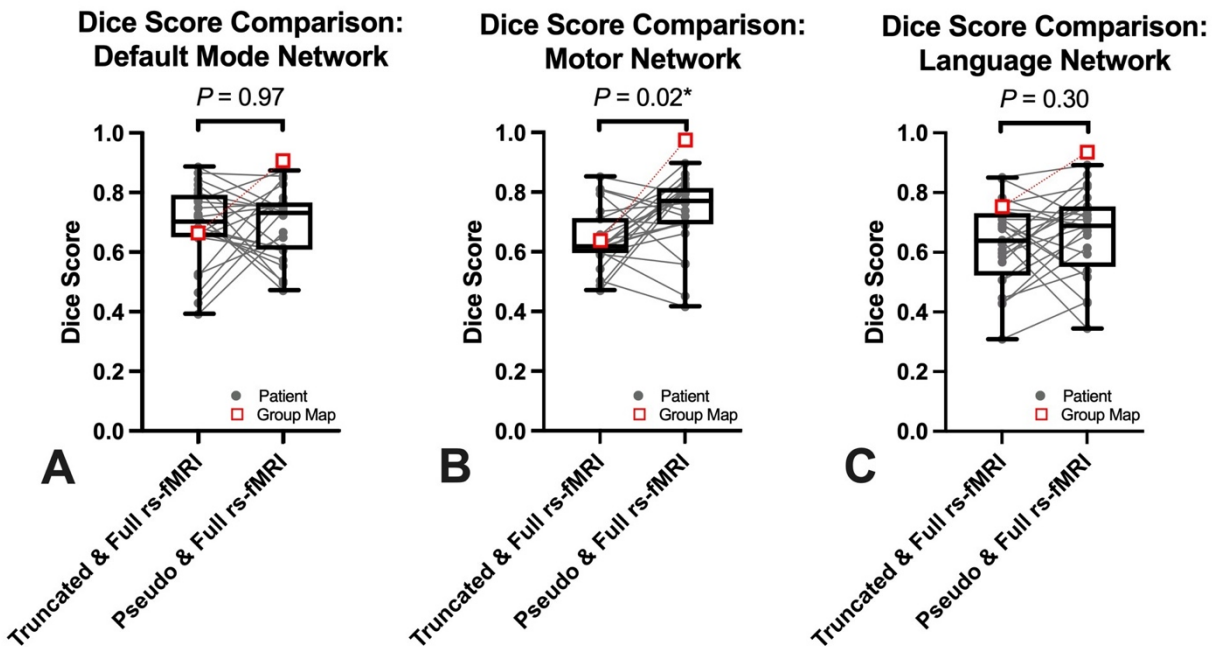 Dice Score Comparison:
Default Mode Network
P = 0.97
Dice Score
1.0
0.8
0.6
0.4
0.2
0.0
Patient
Group Map
Truncated & Full rs-fMRI
Pseudo & Full rs-fMRI
A
Dice Score Comparison:
Motor Network
P = 0.02*
Dice Score
1.0
0.8
0.6
0.4
0.2
0.0
Patient
Group Map
Truncated & Full rs-fMRI
Pseudo & Full rs-fMRI
B
Dice Score Comparison:
Language Network
P = 0.30
Dice Score
1.0
0.8
0.6
0.4
0.2
0.0
Patient
Group Map
Truncated & Full rs-fMRI
Pseudo & Full rs-fMRI
C